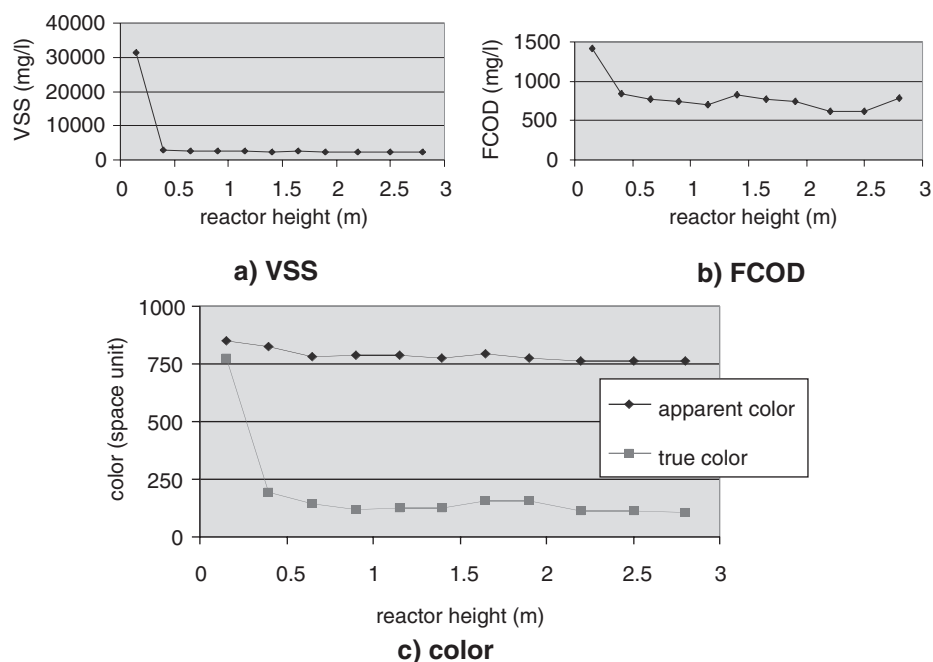 40000
30000
20000
10000
0
VSS (mg/l)
0 0.5 1 1.5 2 2.5 3
reactor height (m)
a) VSS
1500
1000
500
0
FCOD (mg/l)
0 0.5 1 1.5 2 2.5 3
reactor height (m)
b) FCOD
1000
750
500
250
0
color (space unit)
apparent color
true color
0 0.5 1 1.5 2 2.5 3
reactor height (m)
c) color